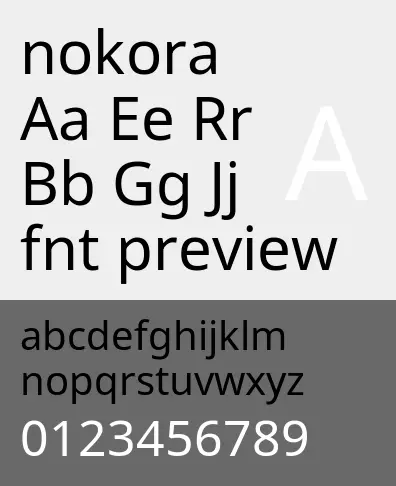 nokora
Aa Ee Rr
Bb Gg Jj
A
fnt preview
abcdefghijklm
nopqrstuvwxyz
0123456789